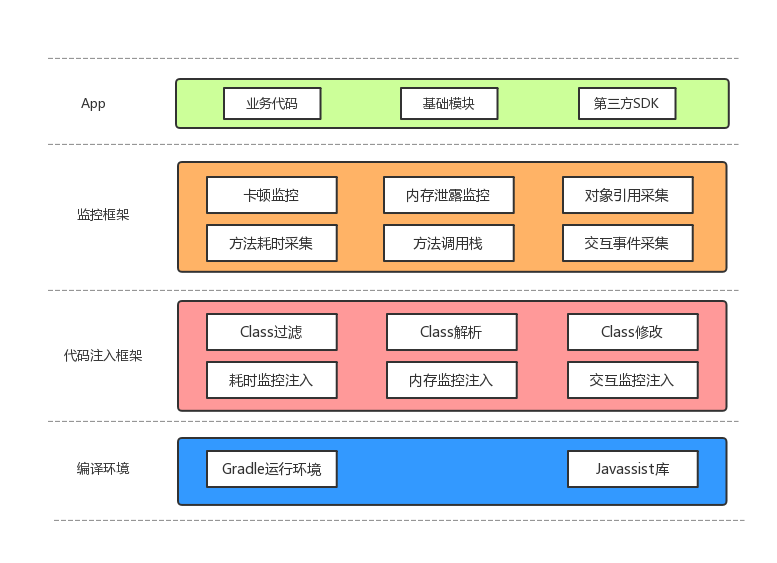 App
业务代码
基础模块
第三方SDK
监控框架
卡顿监控
内存泄露监控
对象引用采集
方法耗时采集
方法调用栈
交互事件采集
代码注入框架
Class过滤
Class解析
Class修改
耗时监控注入
内存监控注入
交互监控注入
编译环境
Gradle运行环境
Javassist库